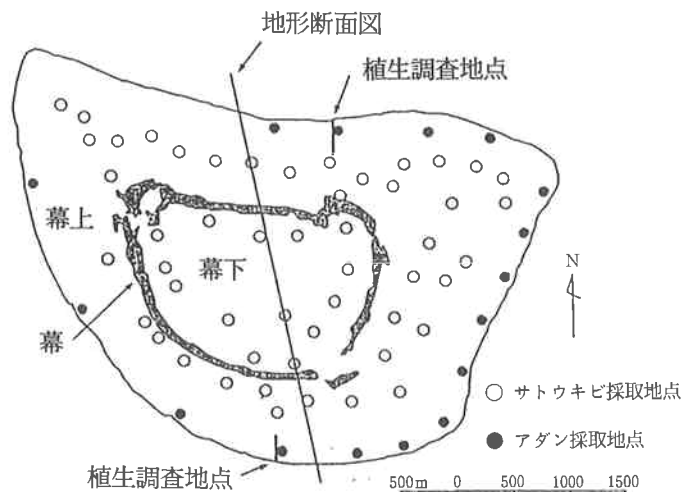 地形断面図
植生調査地点
幕上
幕下
幕
N
○ サトウキビ採取地点
● アダン採取地点
植生調査地点
500m 0 500 1000 1500